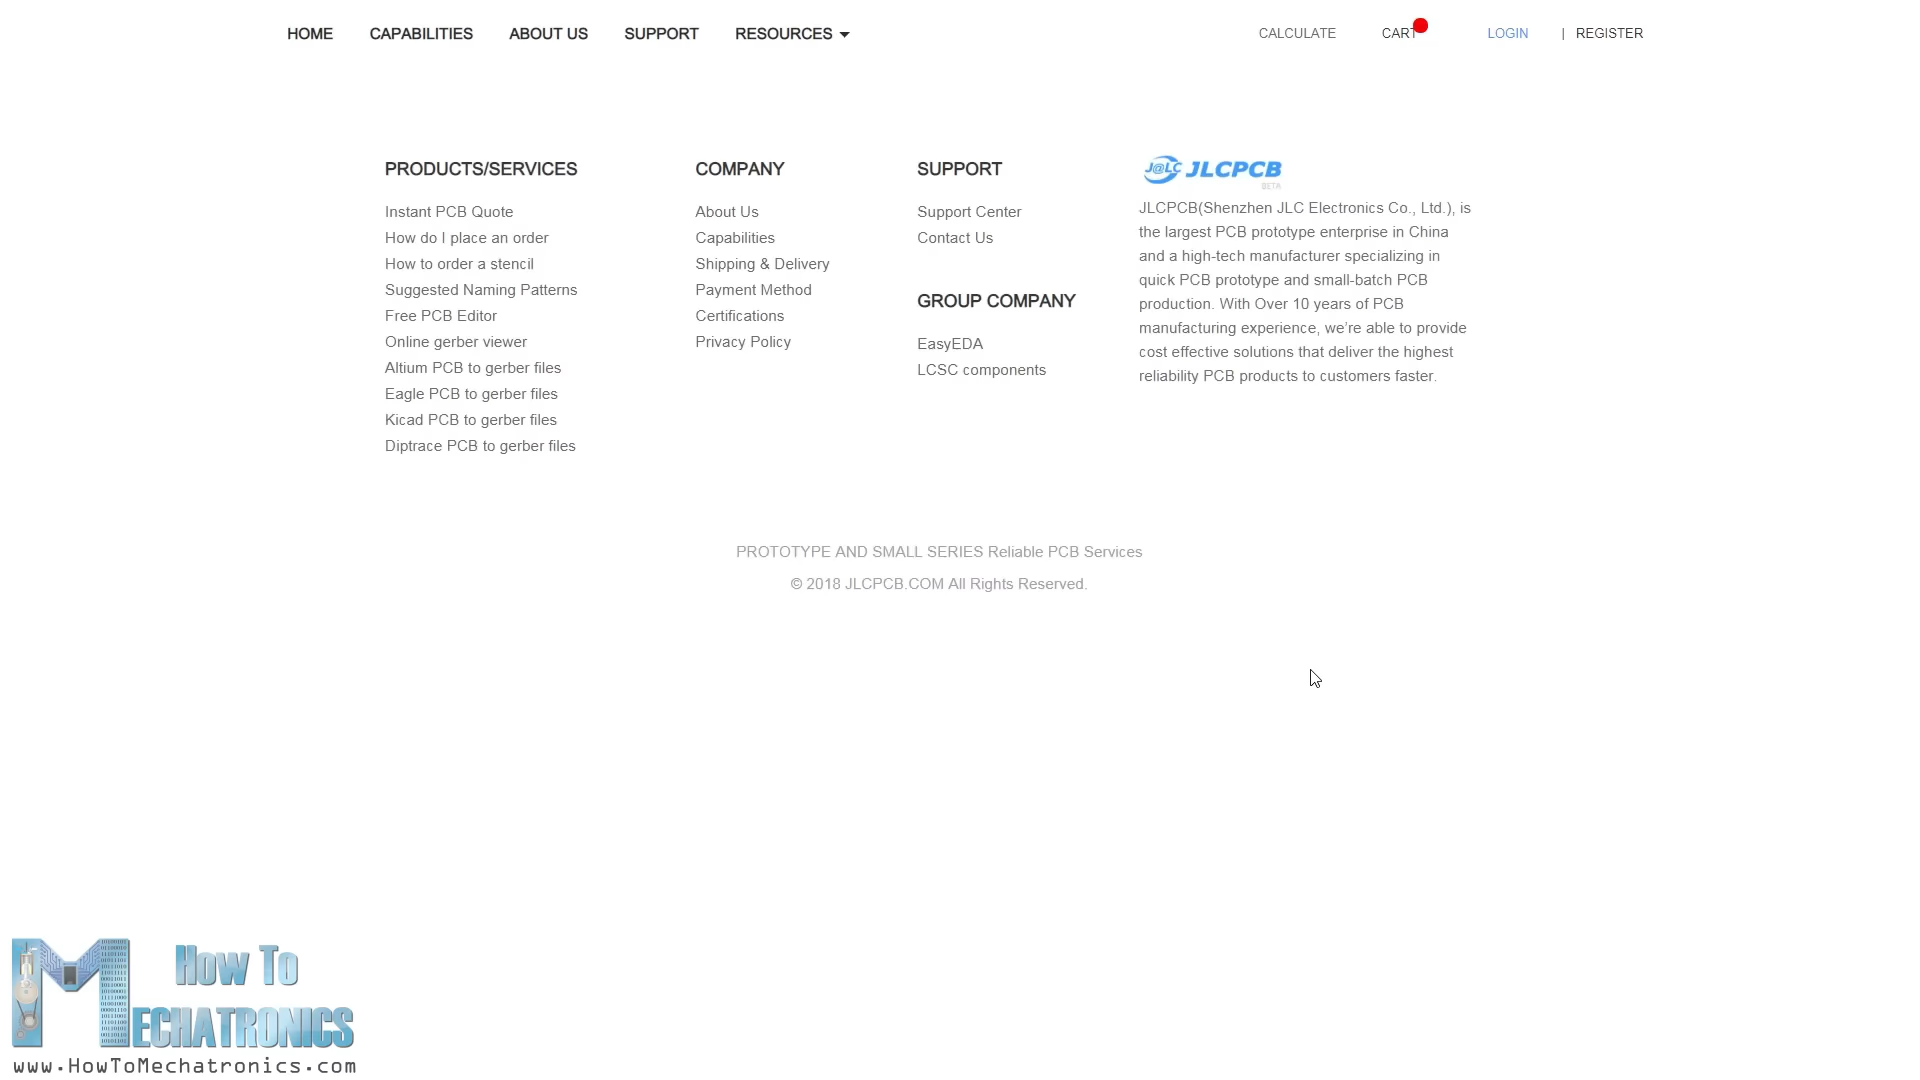 HOME CAPABILITIES ABOUT US SUPPORT RESOURCES CALCULATE CART LOGIN | REGISTER
PRODUCTS/SERVICES
Instant PCB Quote
How do I place an order
How to order a stencil
Suggested Naming Patterns
Free PCB Editor
Online gerber viewer
Altium PCB to gerber files
Eagle PCB to gerber files
Kicad PCB to gerber files
Diptrace PCB to gerber files
COMPANY
About Us
Capabilities
Shipping & Delivery
Payment Method
Certifications
Privacy Policy
SUPPORT
Support Center
Contact Us
GROUP COMPANY
EasyEDA
LCSC components
J@LC JLCPCB
BETA
JLCPCB(Shenzhen JLC Electronics Co., Ltd.), is
the largest PCB prototype enterprise in China
and a high-tech manufacturer specializing in
quick PCB prototype and small-batch PCB
production. With Over 10 years of PCB
manufacturing experience, we're able to provide
cost effective solutions that deliver the highest
reliability PCB products to customers faster.
PROTOTYPE AND SMALL SERIES Reliable PCB Services
© 2018 JLCPCB.COM All Rights Reserved.
How To
MECHATRONICS
www.HowToMechatronics.com